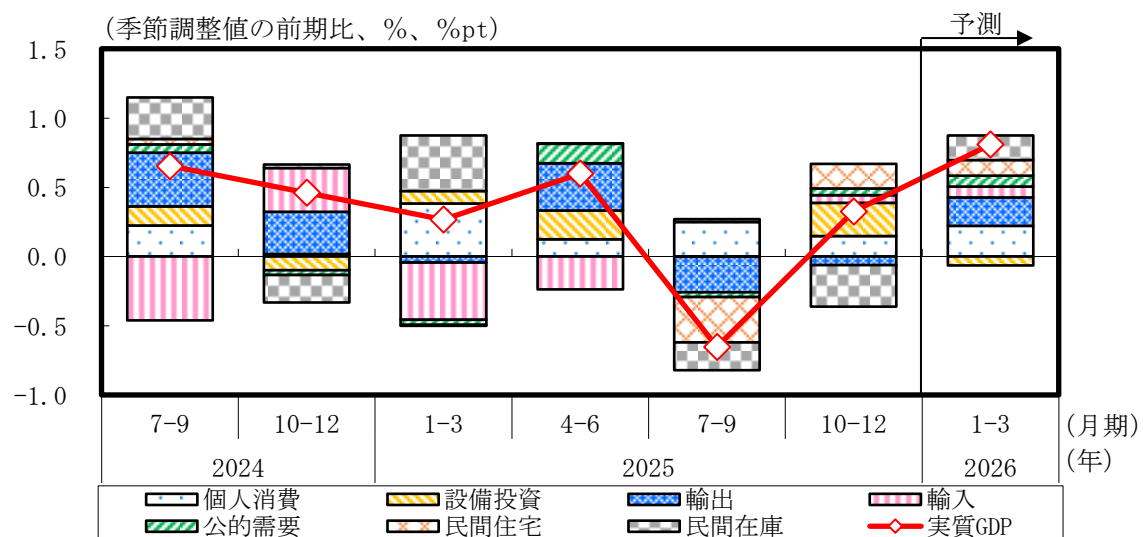 (季節調整値の前期比、%、%pt)
予測
1.5
1.0
0.5
0.0
-0.5
-1.0
7-9 10-12 1-3 4-6 7-9 10-12 1-3 (月期)
2024 2025 2026 (年)
個人消費 設備投資 輸出 輸入
公的需要 民間住宅 民間在庫 実質GDP